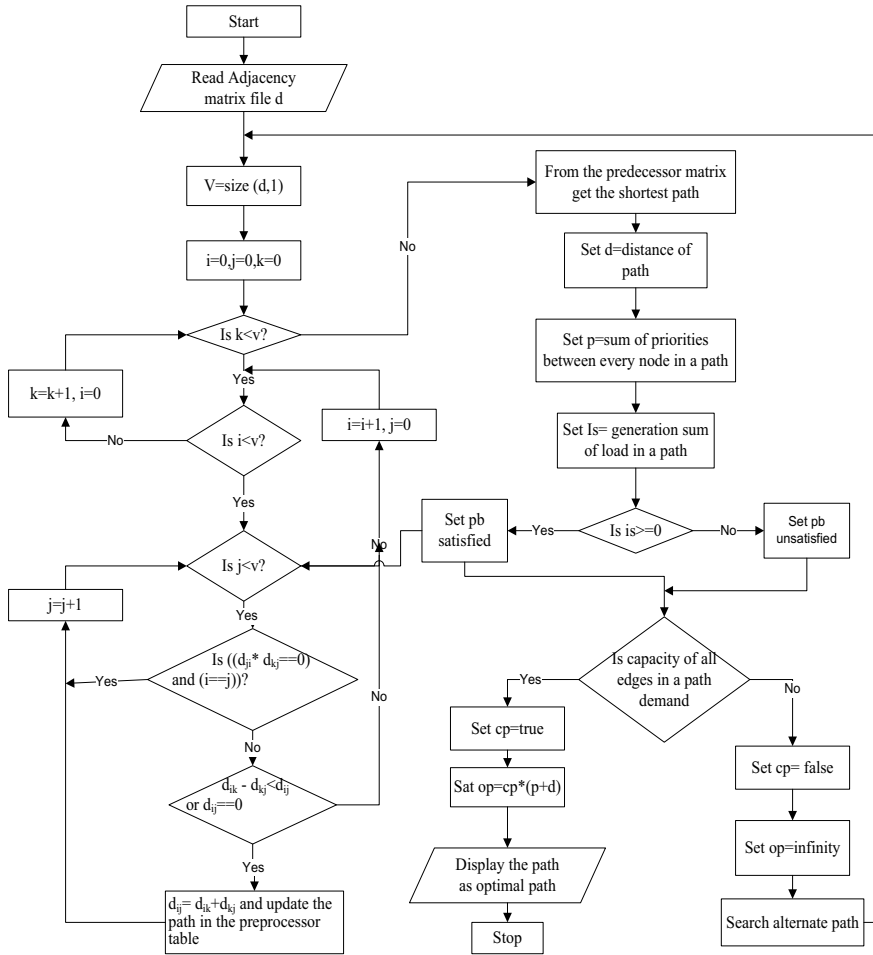 Start
Read Adjacency
matrix file d
V=size (d,1)
i=0,j=0,k=0
Is k<v?
No
Yes
k=k+1, i=0
No
Is i<v?
i=i+1, j=0
Yes
Is j<v?
No
j=j+1
Yes
Is ((dji* dkj==0)
and (i==j))?
Yes
No
No
dik - dkj<dij
or dij==0
Yes
dij= dik+dkj and update the
path in the preprocessor
table
From the predecessor matrix
get the shortest path
Set d=distance of
path
Set p=sum of priorities
between every node in a path
Set Is= generation sum
of load in a path
Is is>=0
Yes
No
Set pb
satisfied
Set pb
unsatisfied
Is capacity of all
edges in a path
demand
Yes
No
Set cp=true
Sat op=cp*(p+d)
Display the path
as optimal path
Stop
Set cp= false
Set op=infinity
Search alternate path